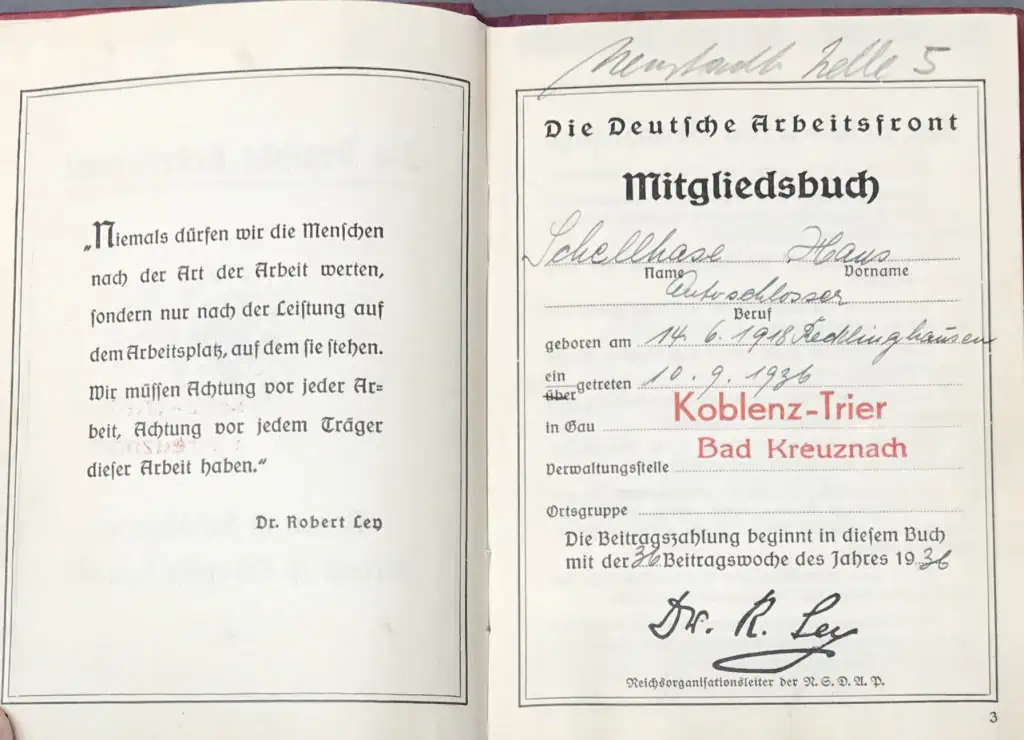 „Niemals dürfen wir die Menschen
nach der Art der Arbeit werten,
sondern nur nach der Leistung auf
dem Arbeitsplatz, auf dem sie stehen.
Wir müssen Achtung vor jeder Ar=
beit, Achtung vor jedem Träger
dieser Arbeit haben.“
Dr. Robert Ley
Neustadt Zelle 5
Die Deutsche Arbeitsfront
Mitgliedsbuch
Schellhase Hans
Name Vorname
Autoschlosser
Beruf
geboren am 14. 6. 1918 Recklinghausen
ein
über getreten 10. 9. 1936
in Gau Koblenz-Trier
Bad Kreuznach
Verwaltungsstelle
Ortsgruppe
Die Beitragszahlung beginnt in diesem Buch
mit der 36. Beitragswoche des Jahres 1936
Dr. R. Ley
Reichsorganisationsleiter der N.S.D.A.P.
3